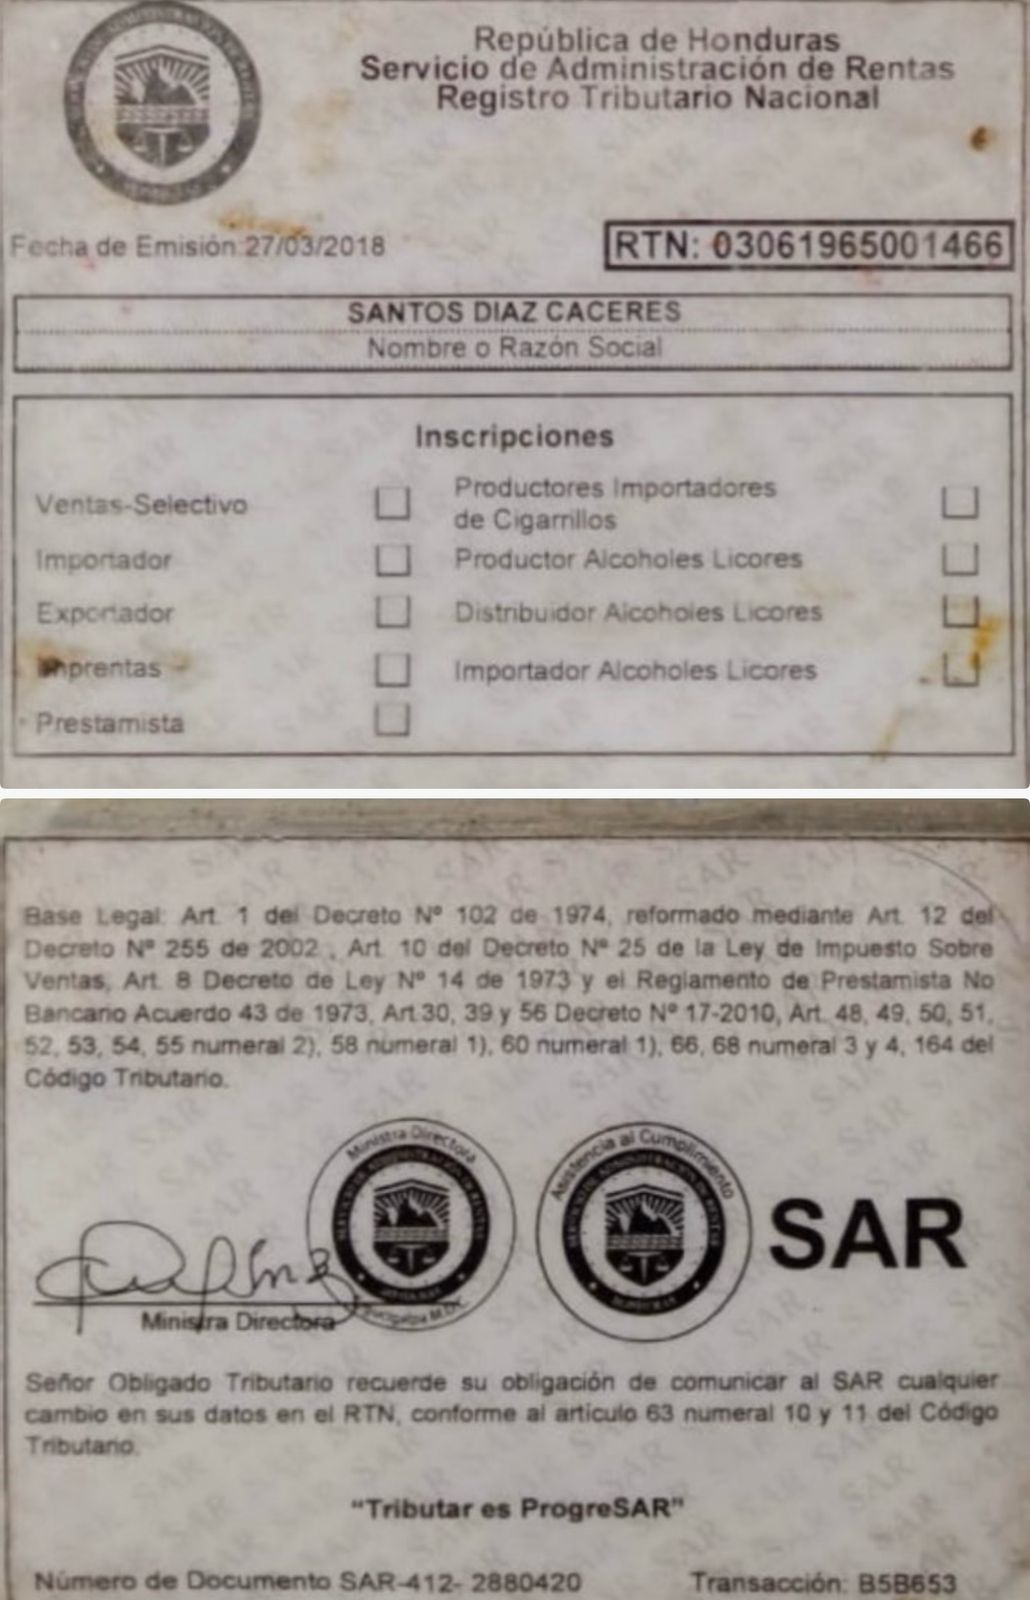 República de Honduras
Servicio de Administración de Rentas
Registro Tributario Nacional
Fecha de Emisión:27/03/2018
RTN: 03061965001466
SANTOS DIAZ CACERES
Nombre o Razón Social
Inscripciones
Ventas-Selectivo
Productores Importadores
de Cigarrillos
Importador
Productor Alcoholes Licores
Exportador
Distribuidor Alcoholes Licores
Imprentas
Importador Alcoholes Licores
Prestamista
Base Legal: Art. 1 del Decreto Nº 102 de 1974, reformado mediante Art. 12 del
Decreto Nº 255 de 2002 , Art. 10 del Decreto Nº 25 de la Ley de Impuesto Sobre
Ventas, Art. 8 Decreto de Ley Nº 14 de 1973 y el Reglamento de Prestamista No
Bancario Acuerdo 43 de 1973, Art.30, 39 y 56 Decreto Nº 17-2010, Art. 48, 49, 50, 51,
52, 53, 54, 55 numeral 2), 58 numeral 1), 60 numeral 1), 66, 68 numeral 3 y 4, 164 del
Código Tributario.
Ministra Directora
Asistencia al Cumplimiento
SAR
Ministra Directora
Señor Obligado Tributario recuerde su obligación de comunicar al SAR cualquier
cambio en sus datos en el RTN, conforme al artículo 63 numeral 10 y 11 del Código
Tributario.
"Tributar es ProgreSAR"
Número de Documento SAR-412- 2880420
Transacción: B5B653